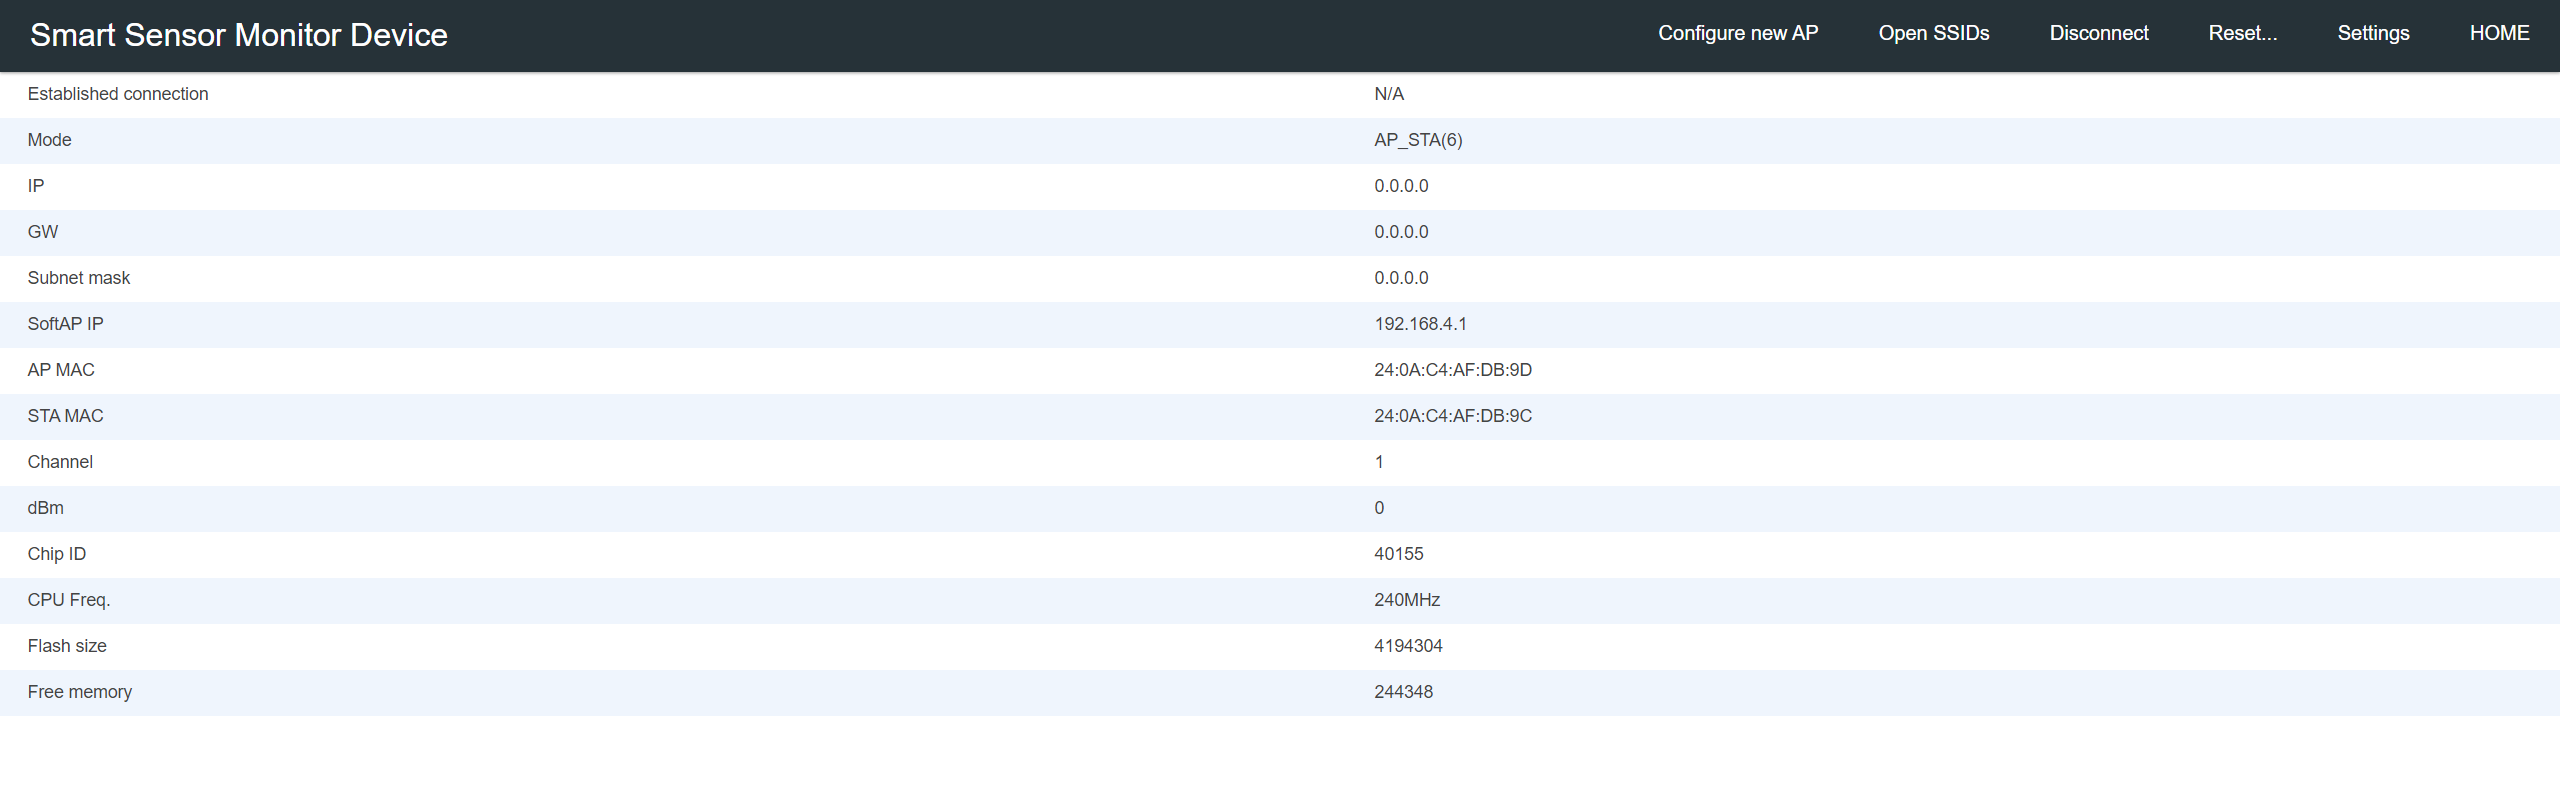 Smart Sensor Monitor Device Configure new AP Open SSIDs Disconnect Reset... Settings HOME
Established connection N/A
Mode AP_STA(6)
IP 0.0.0.0
GW 0.0.0.0
Subnet mask 0.0.0.0
SoftAP IP 192.168.4.1
AP MAC 24:0A:C4:AF:DB:9D
STA MAC 24:0A:C4:AF:DB:9C
Channel 1
dBm 0
Chip ID 40155
CPU Freq. 240MHz
Flash size 4194304
Free memory 244348